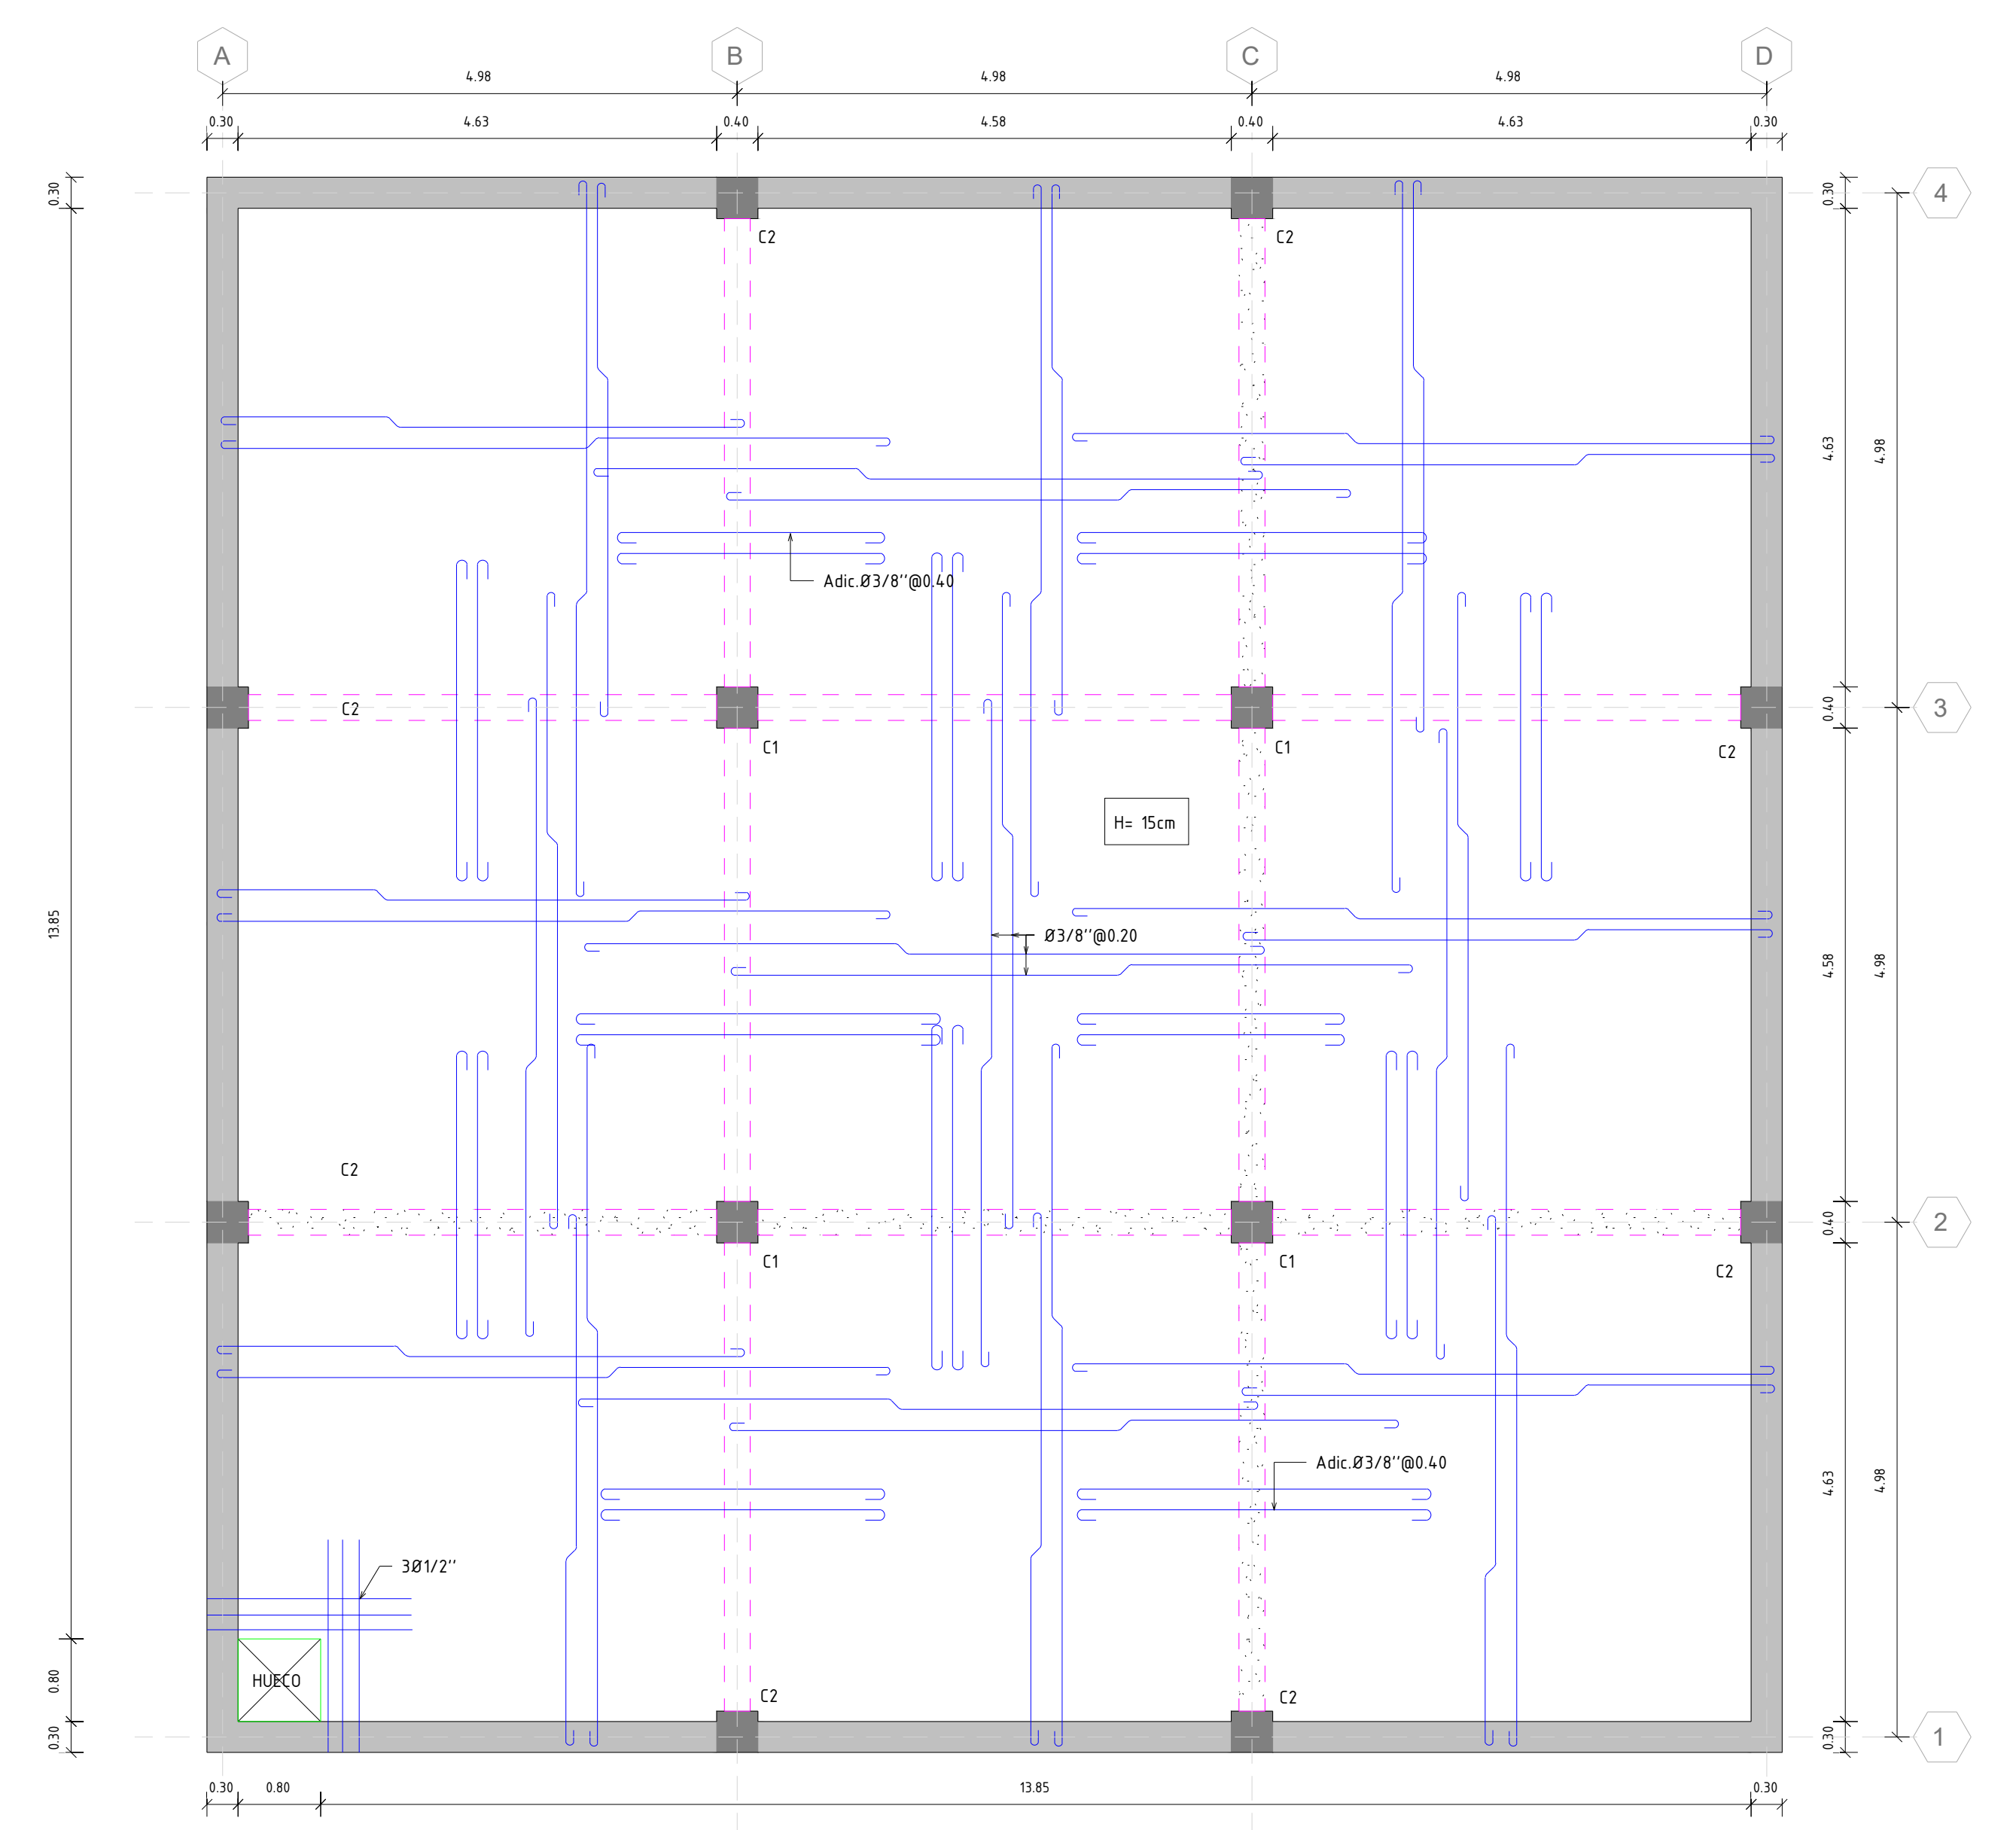 A B C D
4.98 4.98 4.98
0.30 4.63 0.40 4.58 0.40 4.63 0.30
0.30 0.30 4
C2 C2
4.63 4.98
Adic.Ø3/8''@0.40
C2 0.40 3
C1 C1 C2
H= 15cm
13.85 Ø3/8''@0.20 4.58 4.98
C2
0.40 2
C1 C1 C2
Adic.Ø3/8''@0.40
4.63 4.98
3Ø1/2''
0.80 HUECO
C2 C2
0.30 0.30 1
0.30 0.80 13.85 0.30